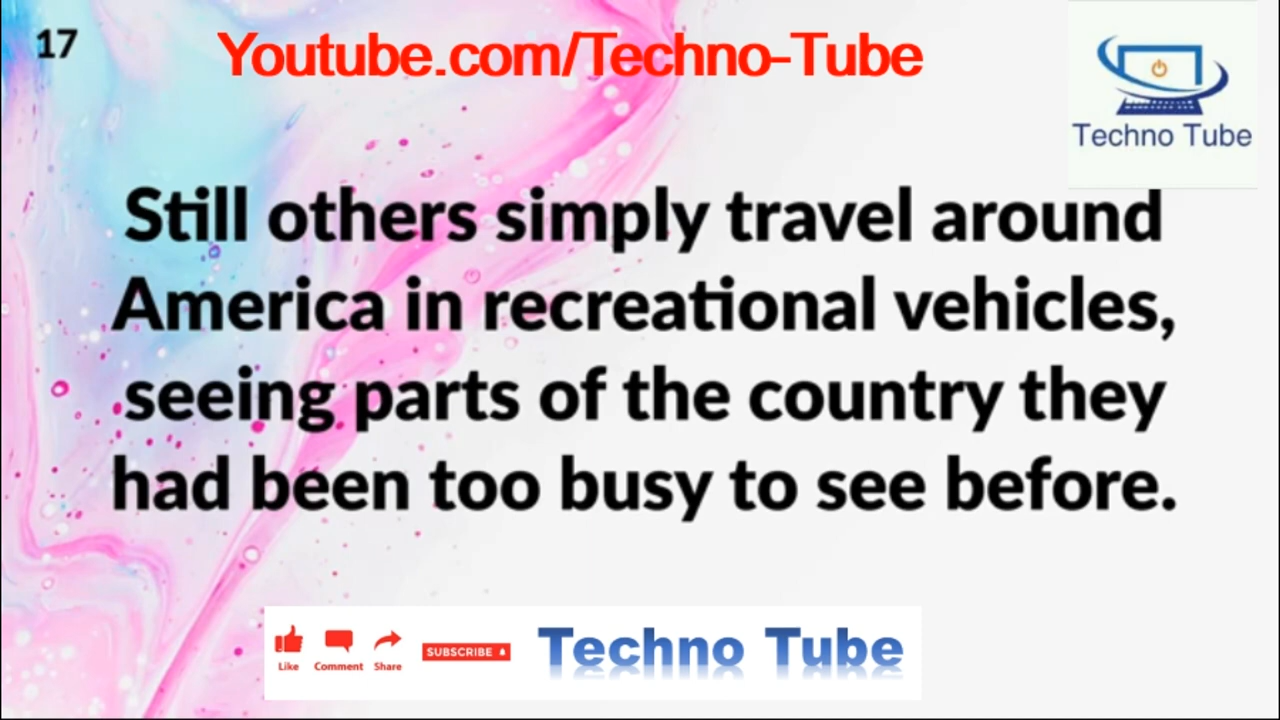 17
Youtube.com/Techno-Tube
Techno Tube
Still others simply travel around
America in recreational vehicles,
seeing parts of the country they
had been too busy to see before.
Like Comment Share
SUBSCRIBE
Techno Tube